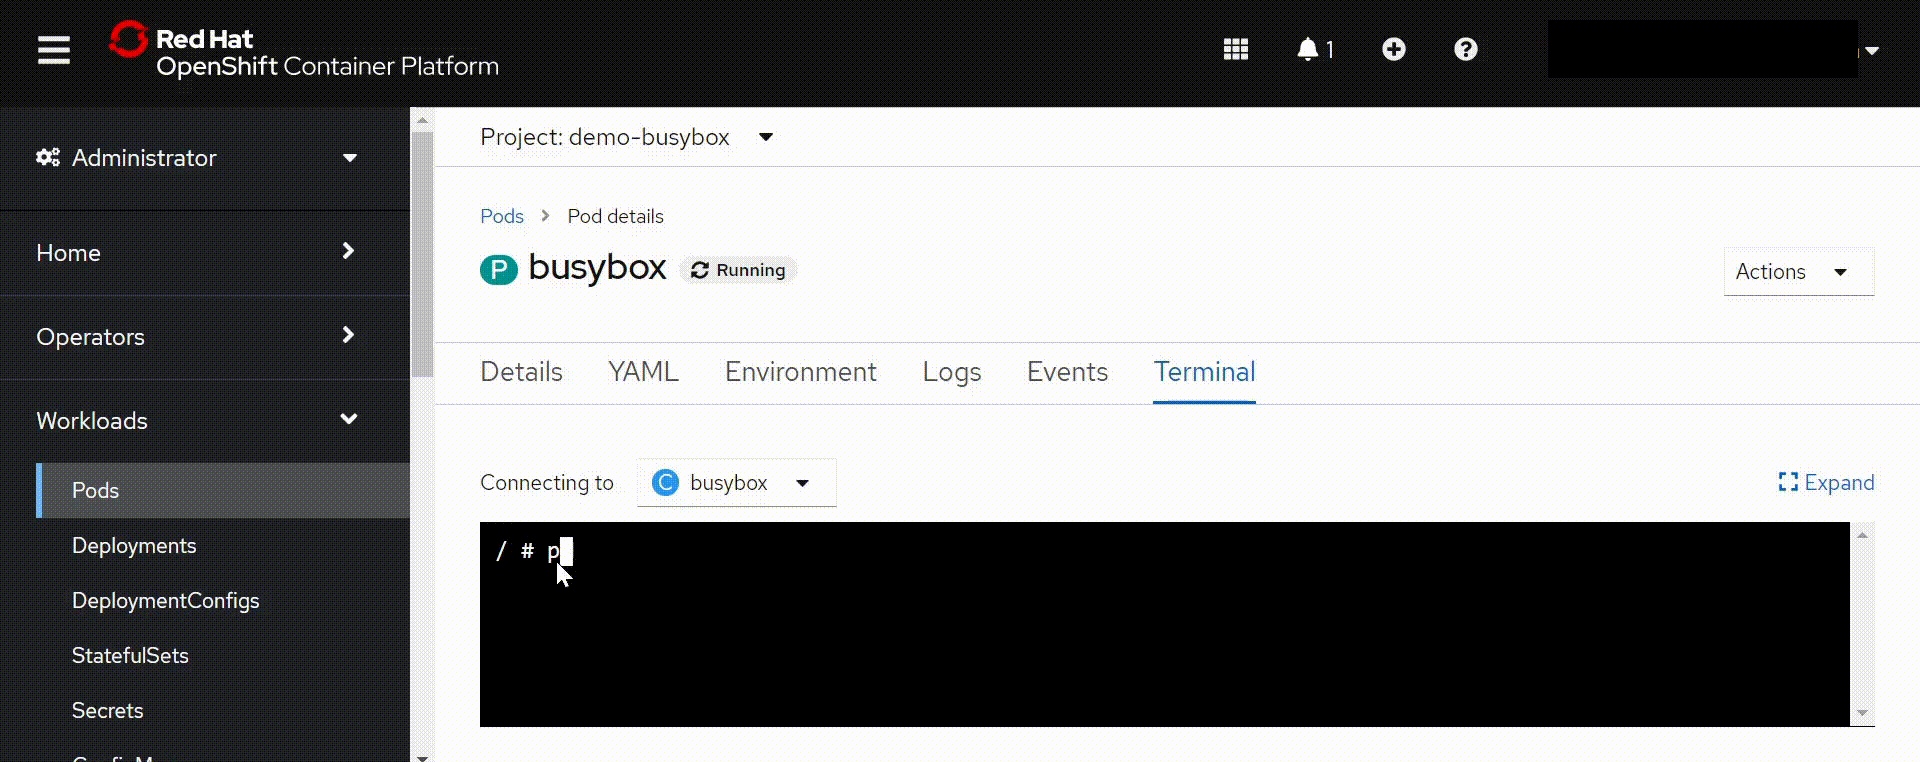 Red Hat
OpenShift Container Platform
1
Administrator
Home
Operators
Workloads
Pods
Deployments
DeploymentConfigs
StatefulSets
Secrets
Project: demo-busybox
Pods
Pod details
P busybox
Running
Actions
Details
YAML
Environment
Logs
Events
Terminal
Connecting to
C busybox
Expand
/ # p